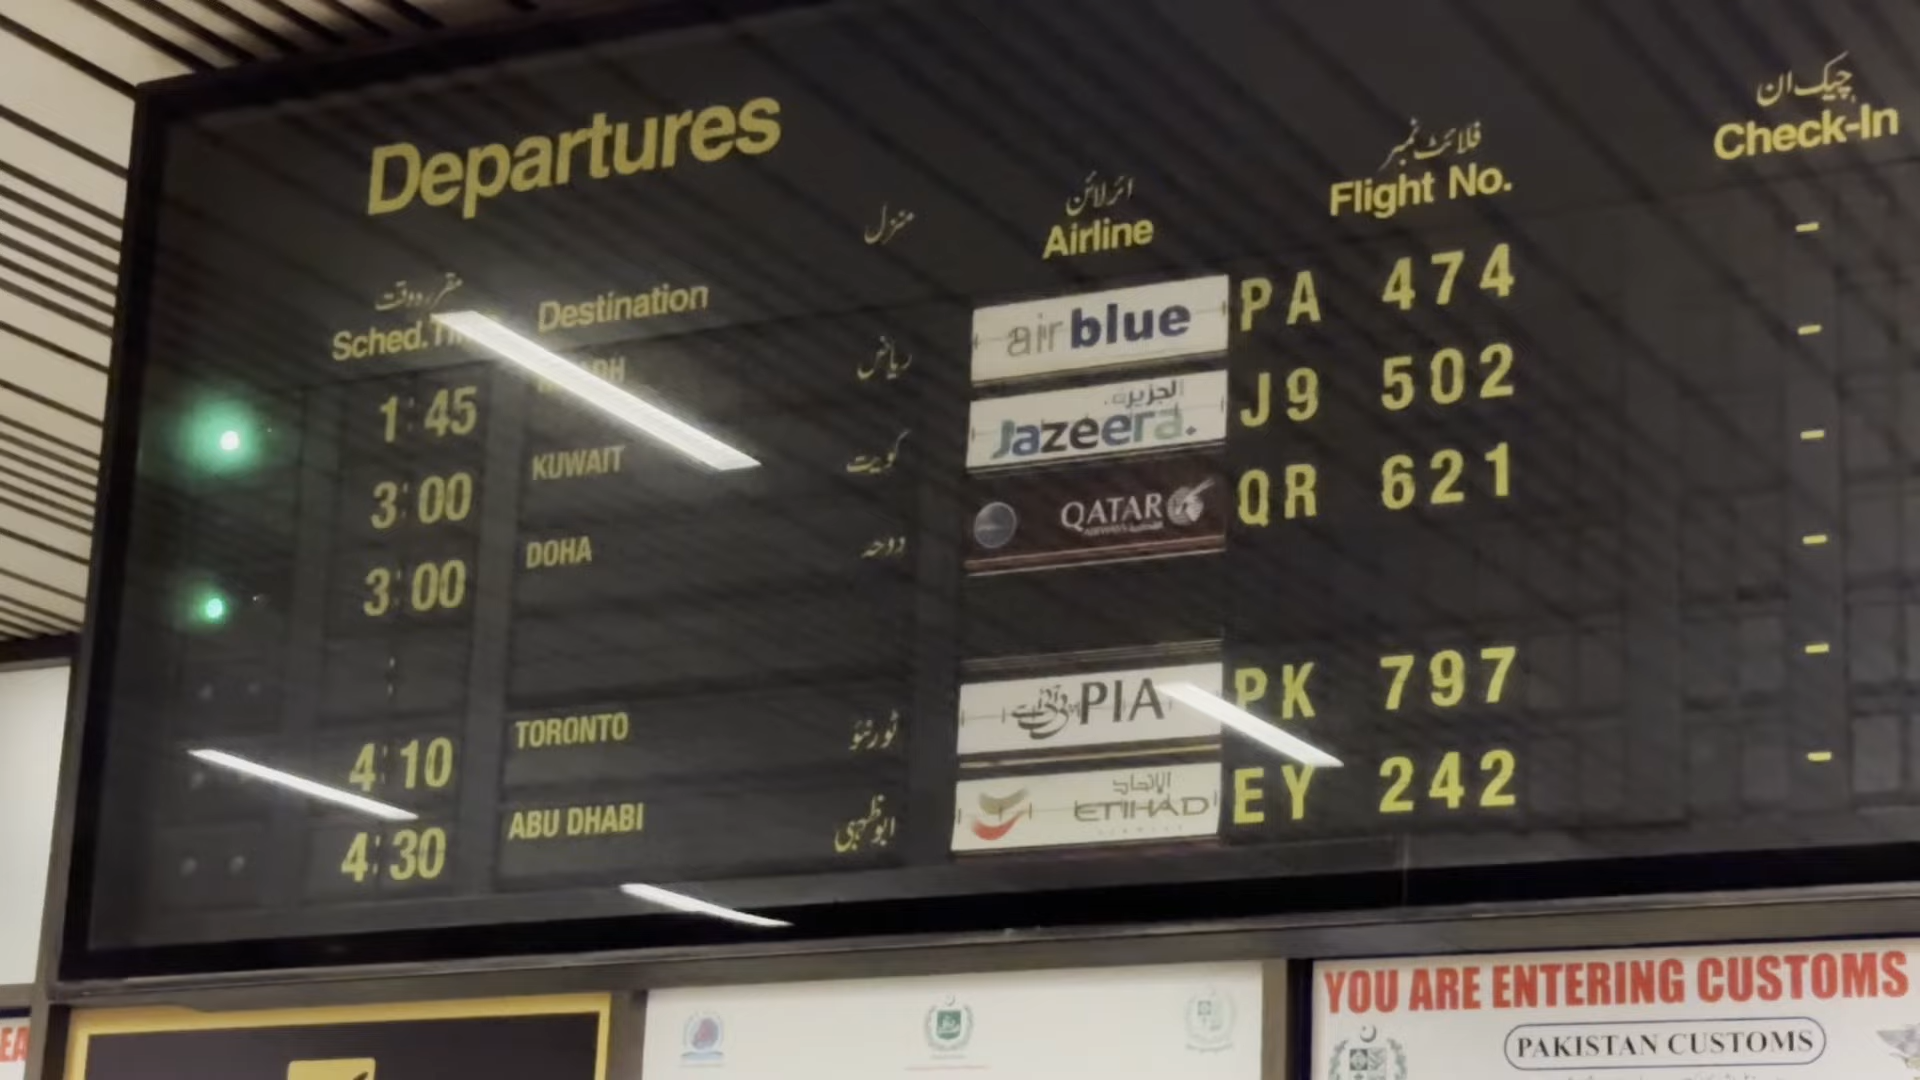 Departures
مقررہ وقت
Sched.
Destination
منزل
ائرلائن
Airline
فلائٹ نمبر
Flight No.
چیک ان
Check-In
1:45 ریاض airblue PA 474 -
3:00 KUWAIT کویت الجزيرة Jazeera. J9 502 -
3:00 DOHA دوحہ QATAR QR 621 -
: -
4:10 TORONTO ٹورنٹو PIA PK 797 -
4:30 ABU DHABI ابوظہبی الإتحاد ETIHAD EY 242 -
YOU ARE ENTERING CUSTOMS
PAKISTAN CUSTOMS